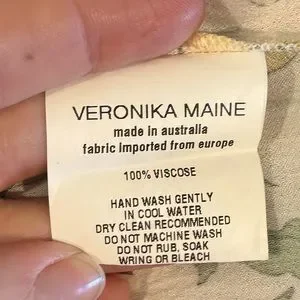 VERONIKA MAINE
made in australia
fabric imported from europe
100% VISCOSE
HAND WASH GENTLY
IN COOL WATER
DRY CLEAN RECOMMENDED
DO NOT MACHINE WASH
DO NOT RUB, SOAK
WRING OR BLEACH